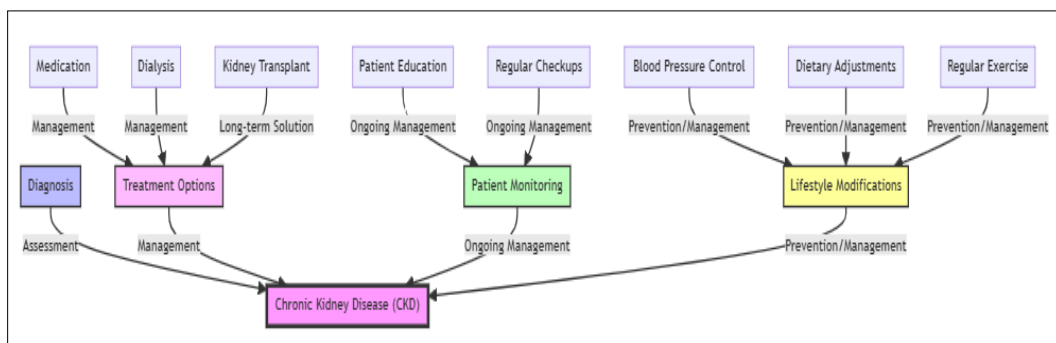 Medication
Dialysis
Kidney Transplant
Patient Education
Regular Checkups
Blood Pressure Control
Dietary Adjustments
Regular Exercise
Management
Management
Long-term Solution
Ongoing Management
Ongoing Management
Prevention/Management
Prevention/Management
Prevention/Management
Diagnosis
Treatment Options
Patient Monitoring
Lifestyle Modifications
Assessment
Management
Ongoing Management
Prevention/Management
Chronic Kidney Disease (CKD)